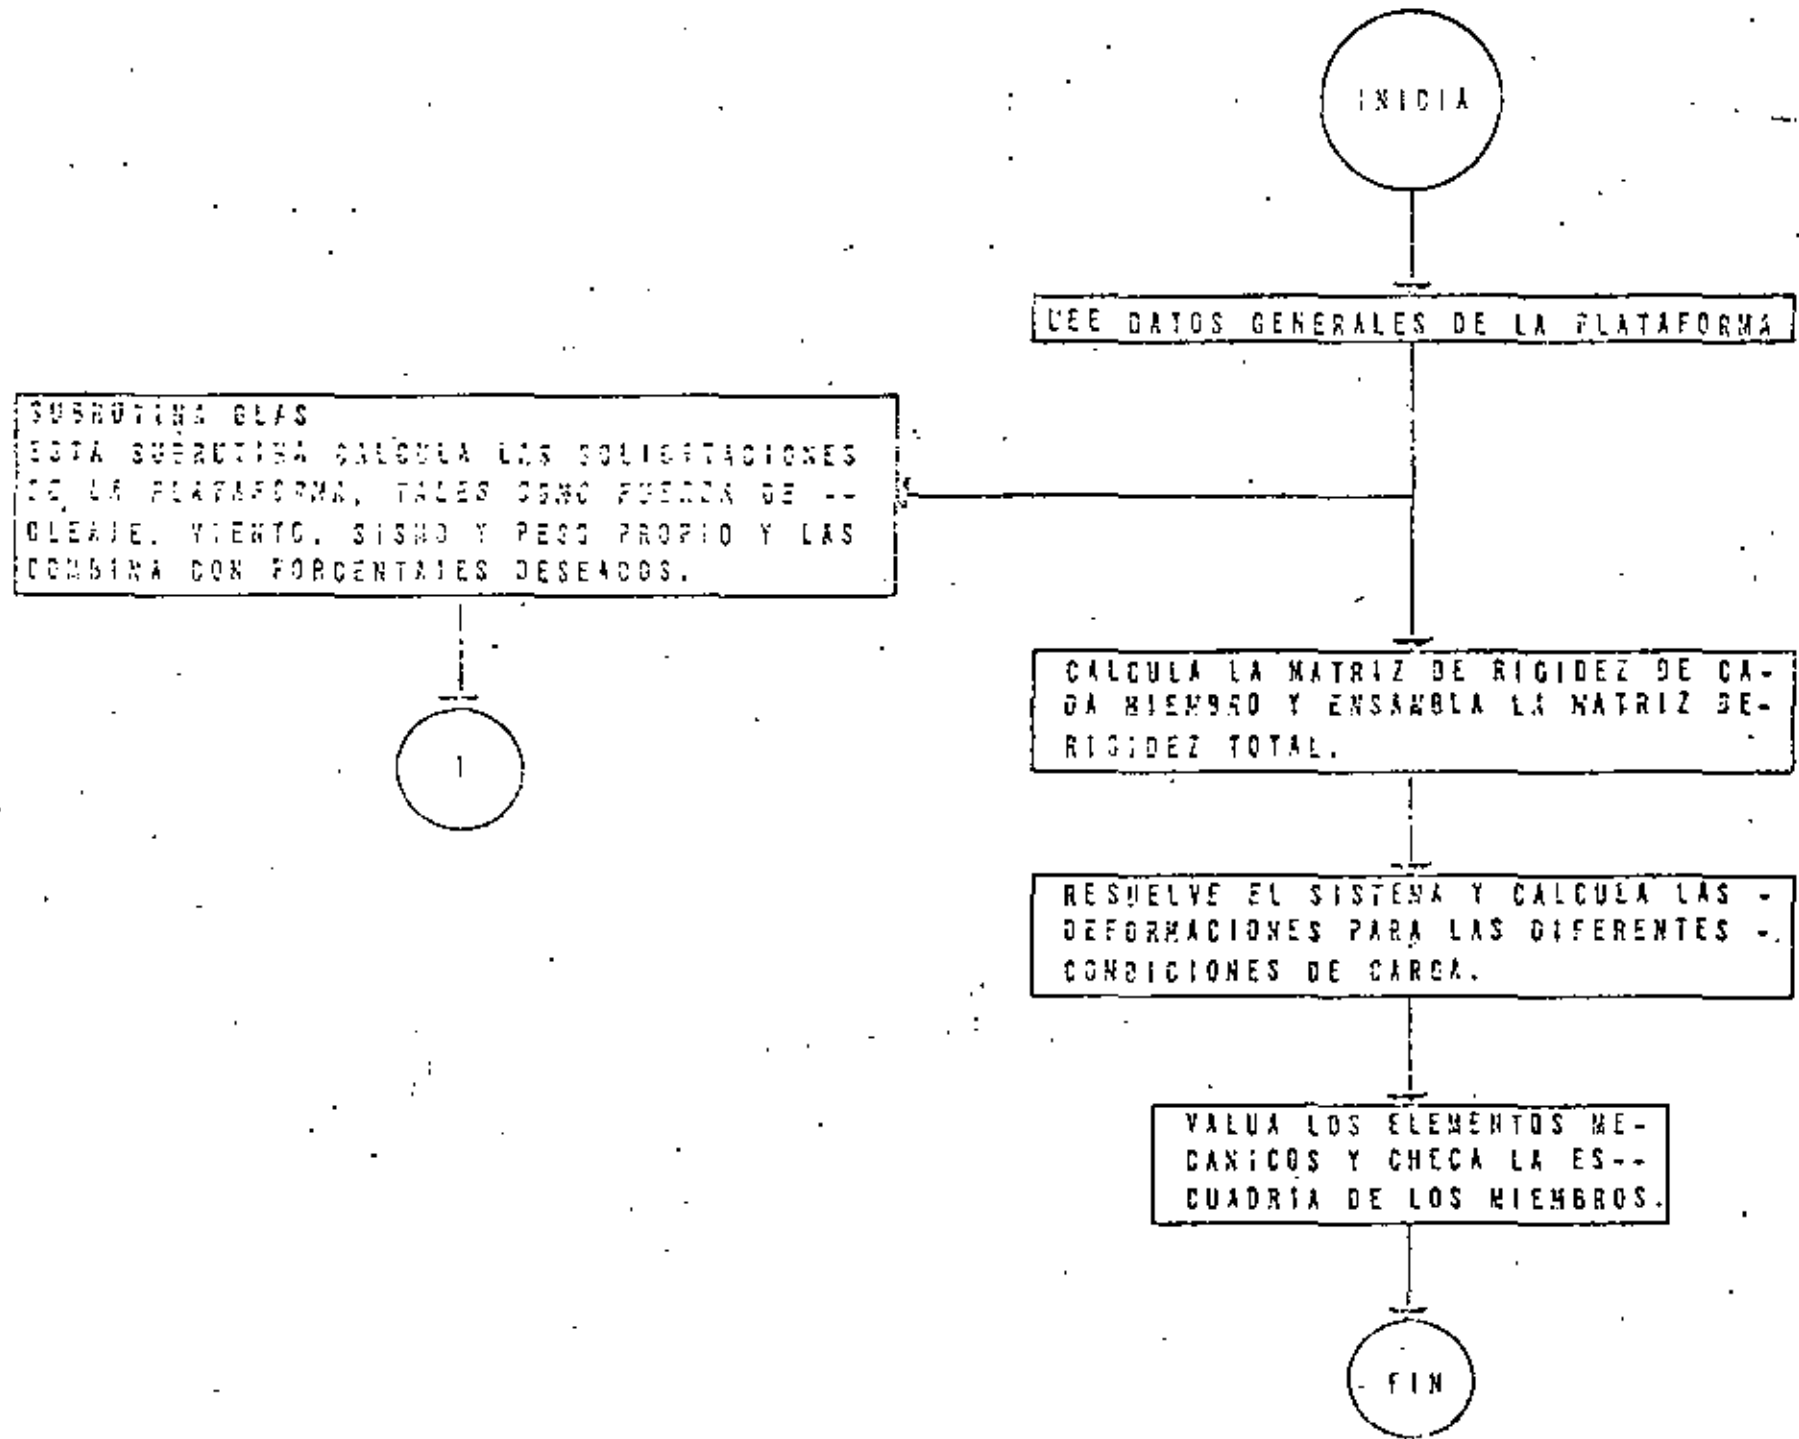 INICIA
LEE DATOS GENERALES DE LA PLATAFORMA
SUBRUTINA OLAS
ESTA SUBRUTINA CALCULA LAS SOLICITACIONES
DE LA PLATAFORMA, TALES COMO FUERZA DE --
OLEAJE, VIENTO, SISMO Y PESO PROPIO Y LAS
COMBINA CON PORCENTAJES DESEADOS.
1
CALCULA LA MATRIZ DE RIGIDEZ DE CA-
DA MIEMBRO Y ENSAMBLA LA MATRIZ DE-
RIGIDEZ TOTAL.
RESUELVE EL SISTEMA Y CALCULA LAS -
DEFORMACIONES PARA LAS DIFERENTES -
CONDICIONES DE CARGA.
VALUA LOS ELEMENTOS ME-
CANICOS Y CHECA LA ES--
CUADRIA DE LOS MIEMBROS.
FIN